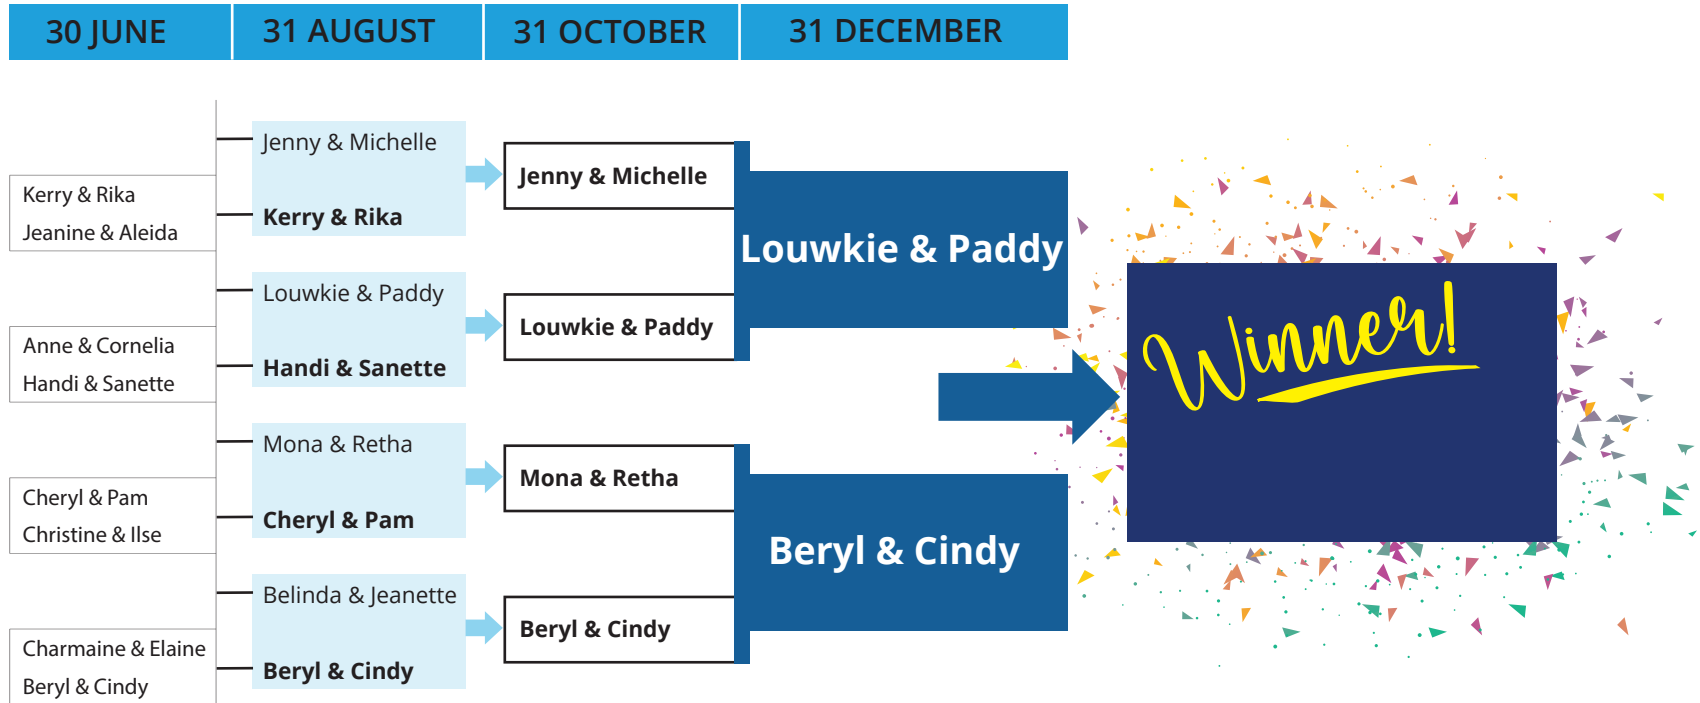 30 JUNE
31 AUGUST
31 OCTOBER
31 DECEMBER
Kerry & Rika
Jeanine & Aleida
Anne & Cornelia
Handi & Sanette
Cheryl & Pam
Christine & Ilse
Charmaine & Elaine
Beryl & Cindy
Jenny & Michelle
Kerry & Rika
Louwkie & Paddy
Handi & Sanette
Mona & Retha
Cheryl & Pam
Belinda & Jeanette
Beryl & Cindy
Jenny & Michelle
Louwkie & Paddy
Mona & Retha
Beryl & Cindy
Louwkie & Paddy
Beryl & Cindy
Winner!